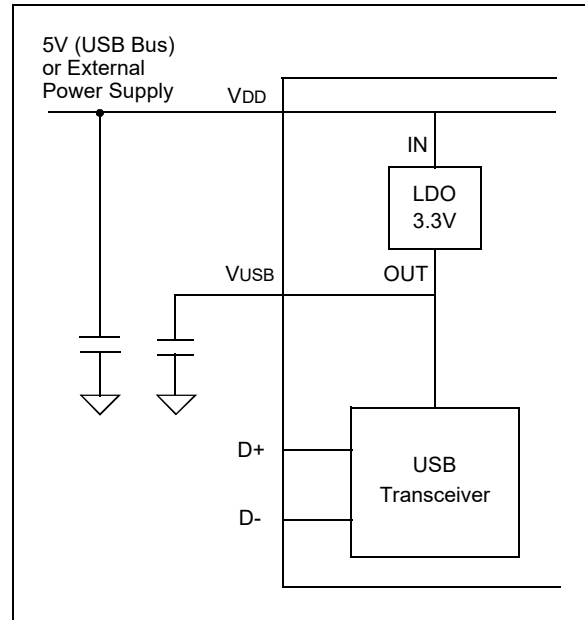 5V (USB Bus)
or External
Power Supply
VDD
IN
LDO
3.3V
VUSB
OUT
D+
USB
Transceiver
D-